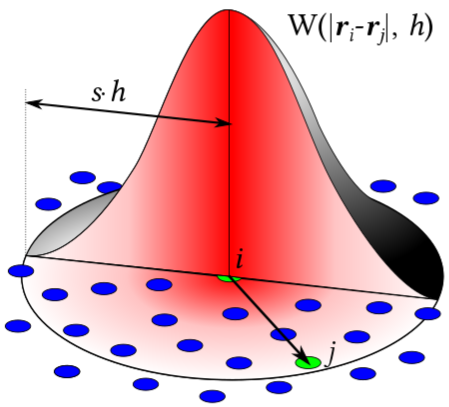 W(|rᵢ-rⱼ|, h)
s·h
i
j